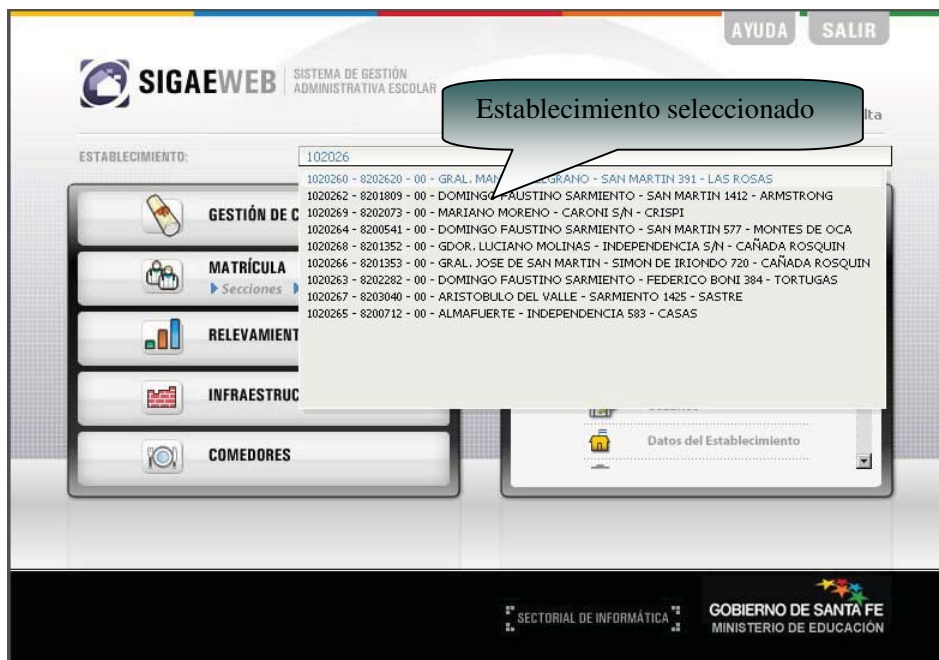 AYUDA SALIR
SIGAEWEB
SISTEMA DE GESTIÓN
ADMINISTRATIVA ESCOLAR
Establecimiento seleccionado
lta
ESTABLECIMIENTO:
102026
1020260 - 8202620 - 00 - GRAL. MAN ELGRANO - SAN MARTIN 391 - LAS ROSAS
1020262 - 8201809 - 00 - DOMINGO FAUSTINO SARMIENTO - SAN MARTIN 1412 - ARMSTRONG
1020269 - 8202073 - 00 - MARIANO MORENO - CARONI S/N - CRISPI
1020264 - 8200541 - 00 - DOMINGO FAUSTINO SARMIENTO - SAN MARTIN 577 - MONTES DE OCA
1020268 - 8201352 - 00 - GDOR. LUCIANO MOLINAS - INDEPENDENCIA S/N - CAÑADA ROSQUIN
1020266 - 8201353 - 00 - GRAL. JOSE DE SAN MARTIN - SIMON DE IRIONDO 720 - CAÑADA ROSQUIN
1020263 - 8202282 - 00 - DOMINGO FAUSTINO SARMIENTO - FEDERICO BONI 384 - TORTUGAS
1020267 - 8203040 - 00 - ARISTOBULO DEL VALLE - SARMIENTO 1425 - SASTRE
1020265 - 8200712 - 00 - ALMAFUERTE - INDEPENDENCIA 583 - CASAS
GESTIÓN DE C
MATRÍCULA
Secciones
RELEVAMIENT
INFRAESTRUC
COMEDORES
Datos del Establecimiento
SECTORIAL DE INFORMÁTICA
GOBIERNO DE SANTA FE
MINISTERIO DE EDUCACIÓN